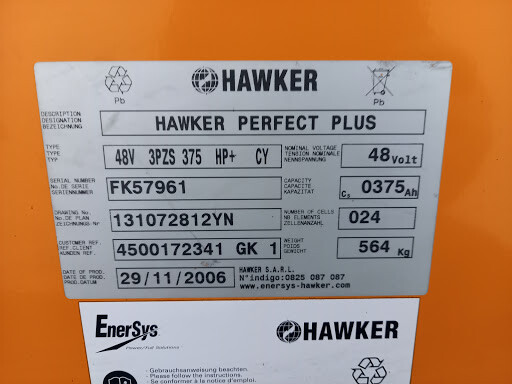 HAWKER
Pb
Pb
DESCRIPTION
DESIGNATION
BEZEICHNUNG
HAWKER PERFECT PLUS
TYPE
TYPE
TYP
48V 3PZS 375 HP+ CY
NOMINAL VOLTAGE
TENSION NOMINALE
NENNSPANNUNG
48Volt
SERIAL NUMBER
No.DE SERIE
SERIENNUMMER
FK57961
CAPACITY
CAPACITE
KAPAZITÄT
C5 0375Ah
DRAWING No.
No DE PLAN
ZEICHNUNGS-Nr
131072812YN
NUMBER OF CELLS
NB ELEMENTS
ZELLENZAHL
024
CUSTOMER REF.
REF.CLIENT
KUNDEN REF.
4500172341 GK 1
WEIGHT
POIDS
GEWICHT
564 Kg
DATE OF PROD.
DATE DE PROD.
PROD.DATUM
29/11/2006
HAWKER S.A.R.L.
N°indigo:0825 087 087
www.enersys-hawker.com
EnerSys
Power/Full Solutions
HAWKER
- Gebrauchsanweisung beachten
- Please follow the instructions
- Se conformer à la notice d'emploi